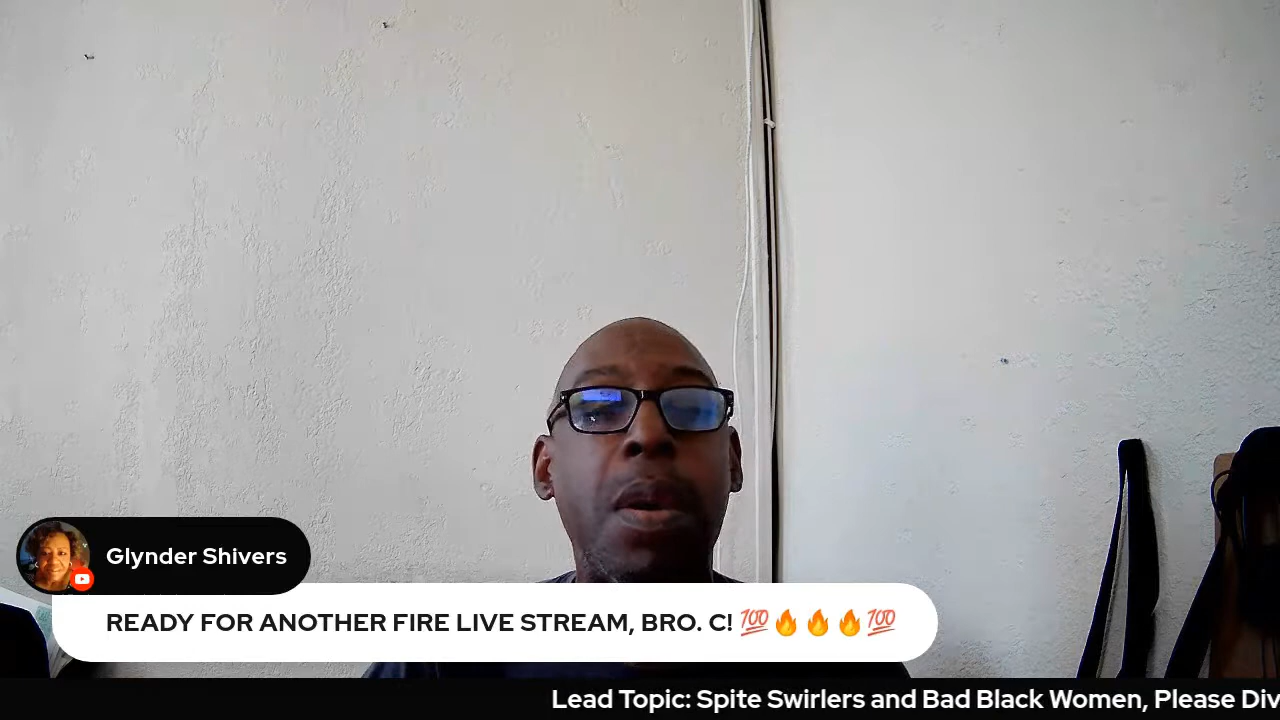 Glynder Shivers
READY FOR ANOTHER FIRE LIVE STREAM, BRO. C! 💯🔥🔥🔥💯
Lead Topic: Spite Swirlers and Bad Black Women, Please Div